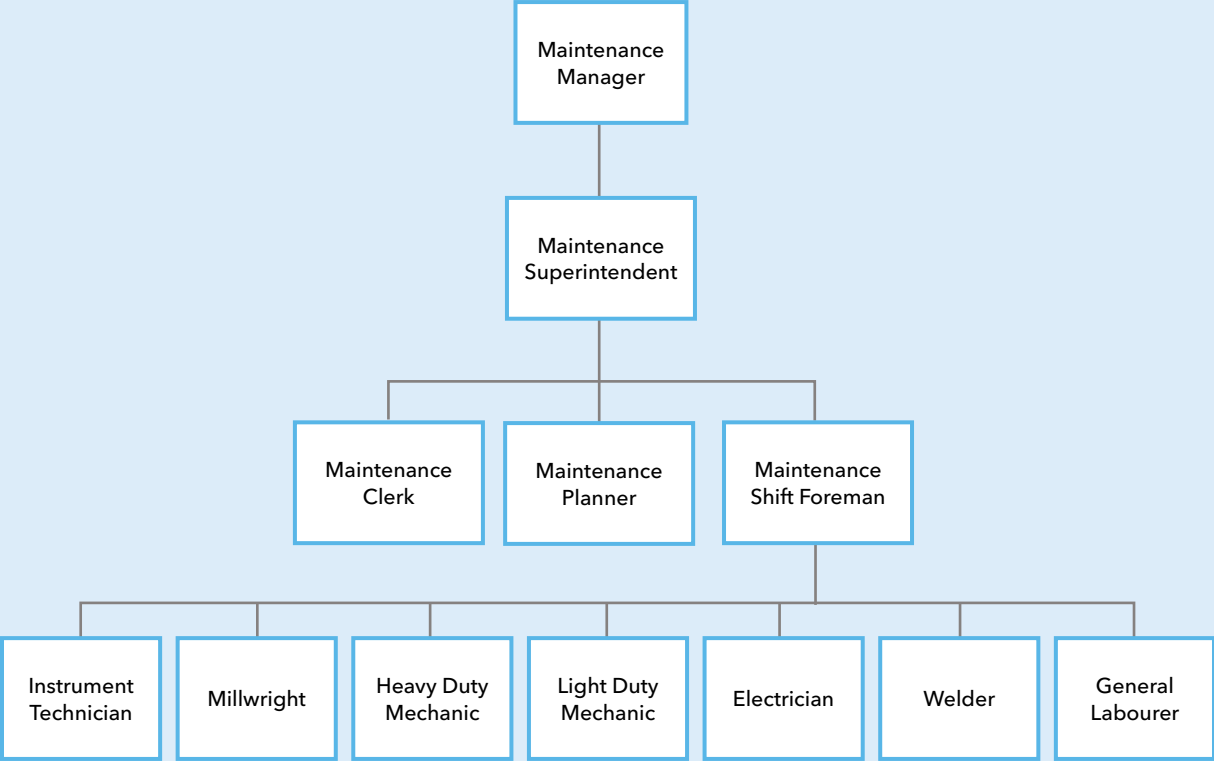 Maintenance
Manager
Maintenance
Superintendent
Maintenance
Clerk
Maintenance
Planner
Maintenance
Shift Foreman
Instrument
Technician
Millwright
Heavy Duty
Mechanic
Light Duty
Mechanic
Electrician
Welder
General
Labourer